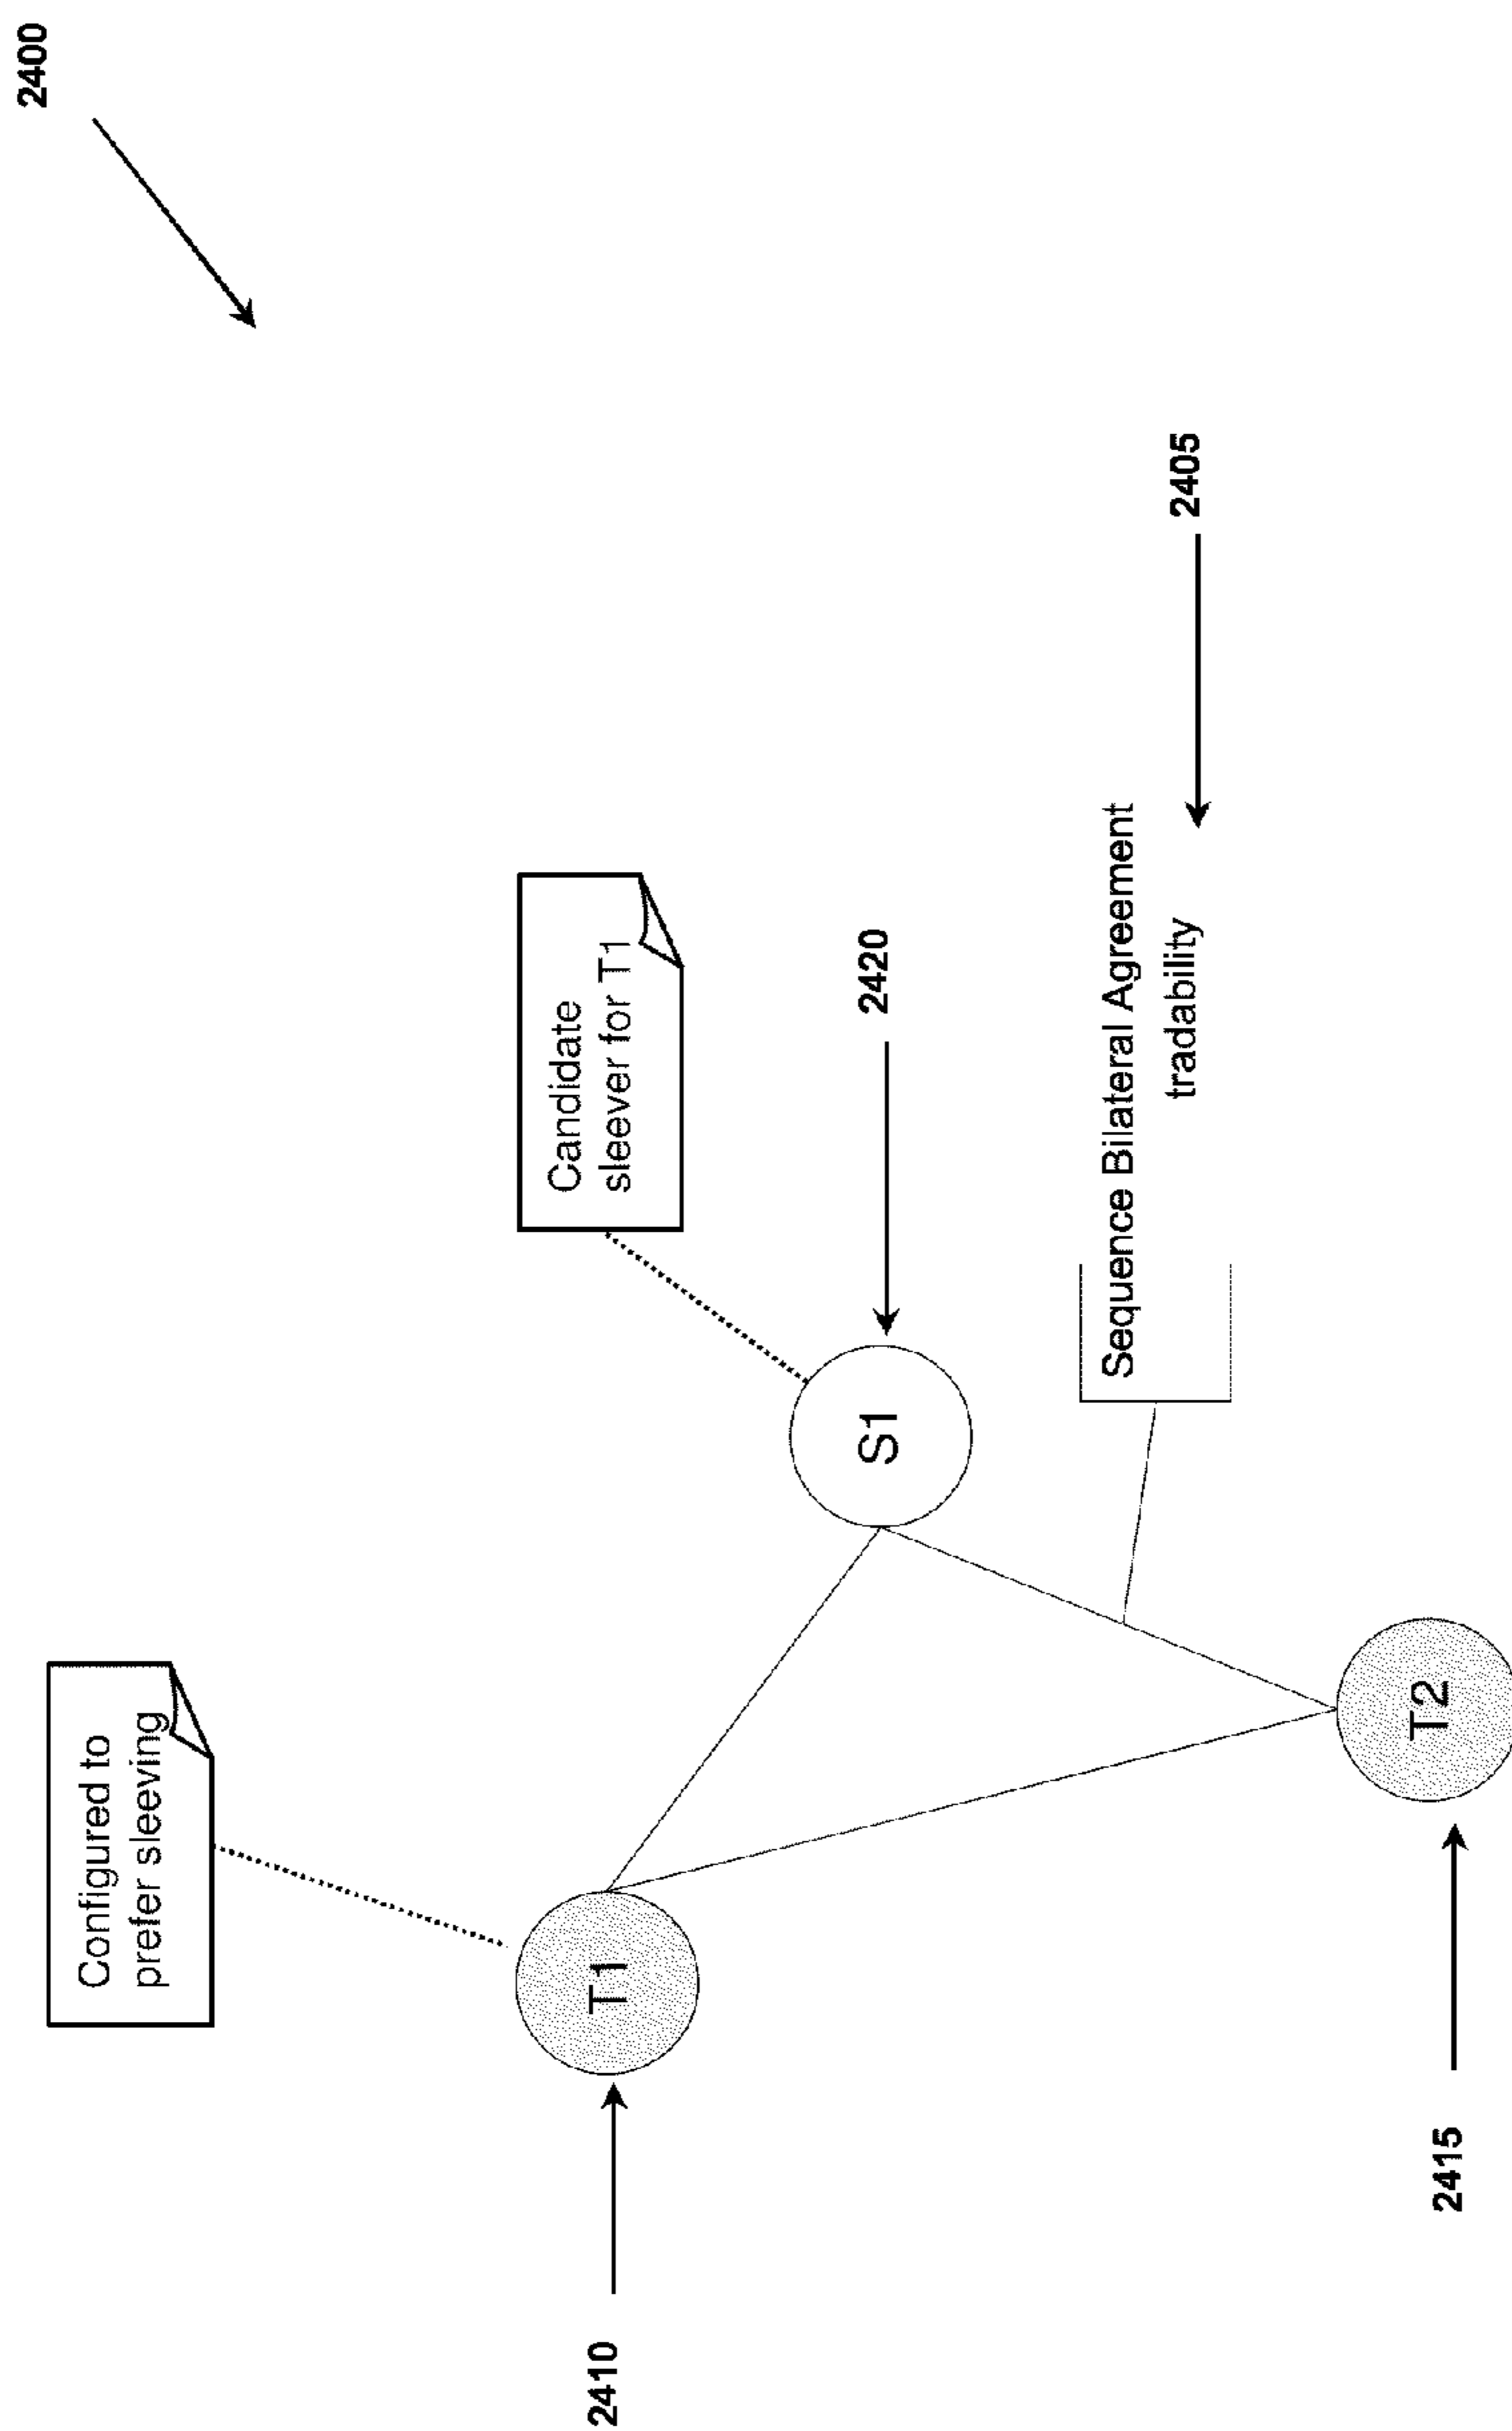 2400
Configured to
prefer sleeving
Candidate
sleever for T1
2410
T1
2420
S1
Sequence Bilateral Agreement
tradability
2405
2415
T2